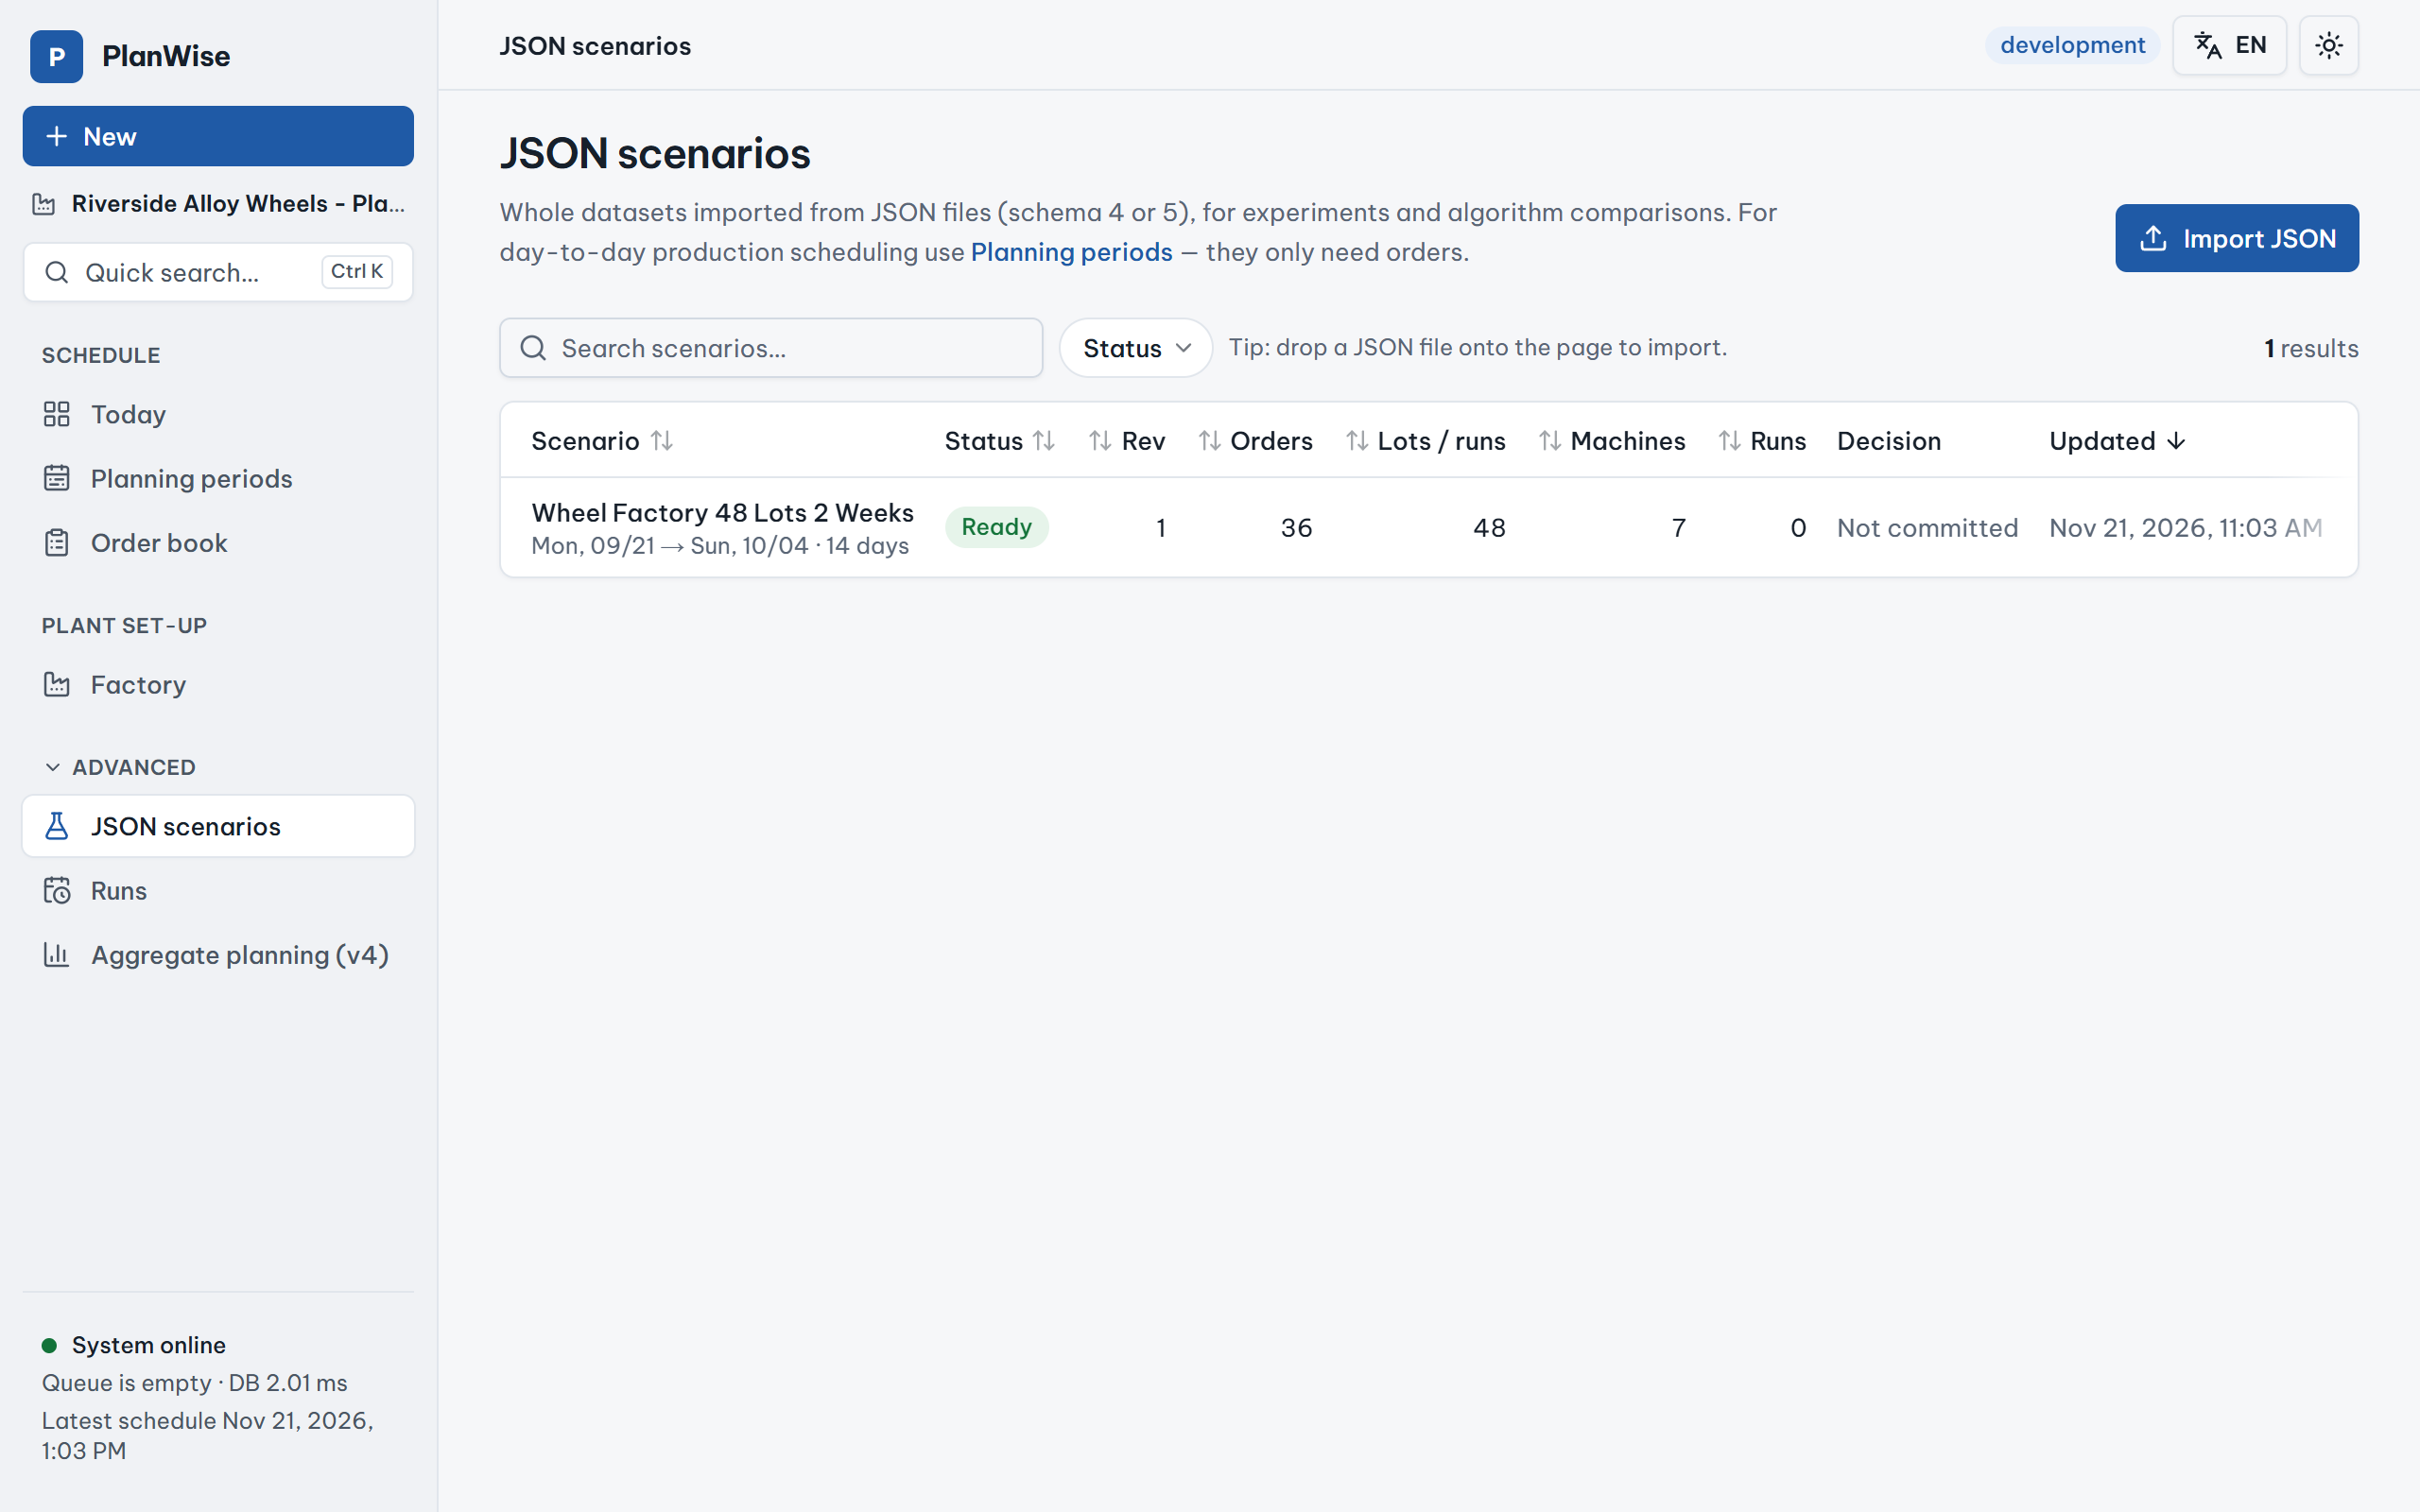 P PlanWise
New
Riverside Alloy Wheels - Pla...
Quick search... Ctrl K
SCHEDULE
Today
Planning periods
Order book
PLANT SET-UP
Factory
ADVANCED
JSON scenarios
Runs
Aggregate planning (v4)
System online
Queue is empty · DB 2.01 ms
Latest schedule Nov 21, 2026,
1:03 PM
JSON scenarios
development EN
JSON scenarios
Whole datasets imported from JSON files (schema 4 or 5), for experiments and algorithm comparisons. For
day-to-day production scheduling use Planning periods — they only need orders.
Import JSON
Search scenarios... Status Tip: drop a JSON file onto the page to import. 1 results
Scenario Status Rev Orders Lots / runs Machines Runs Decision Updated
Wheel Factory 48 Lots 2 Weeks Ready 1 36 48 7 0 Not committed Nov 21, 2026, 11:03 AM
Mon, 09/21 → Sun, 10/04 · 14 days